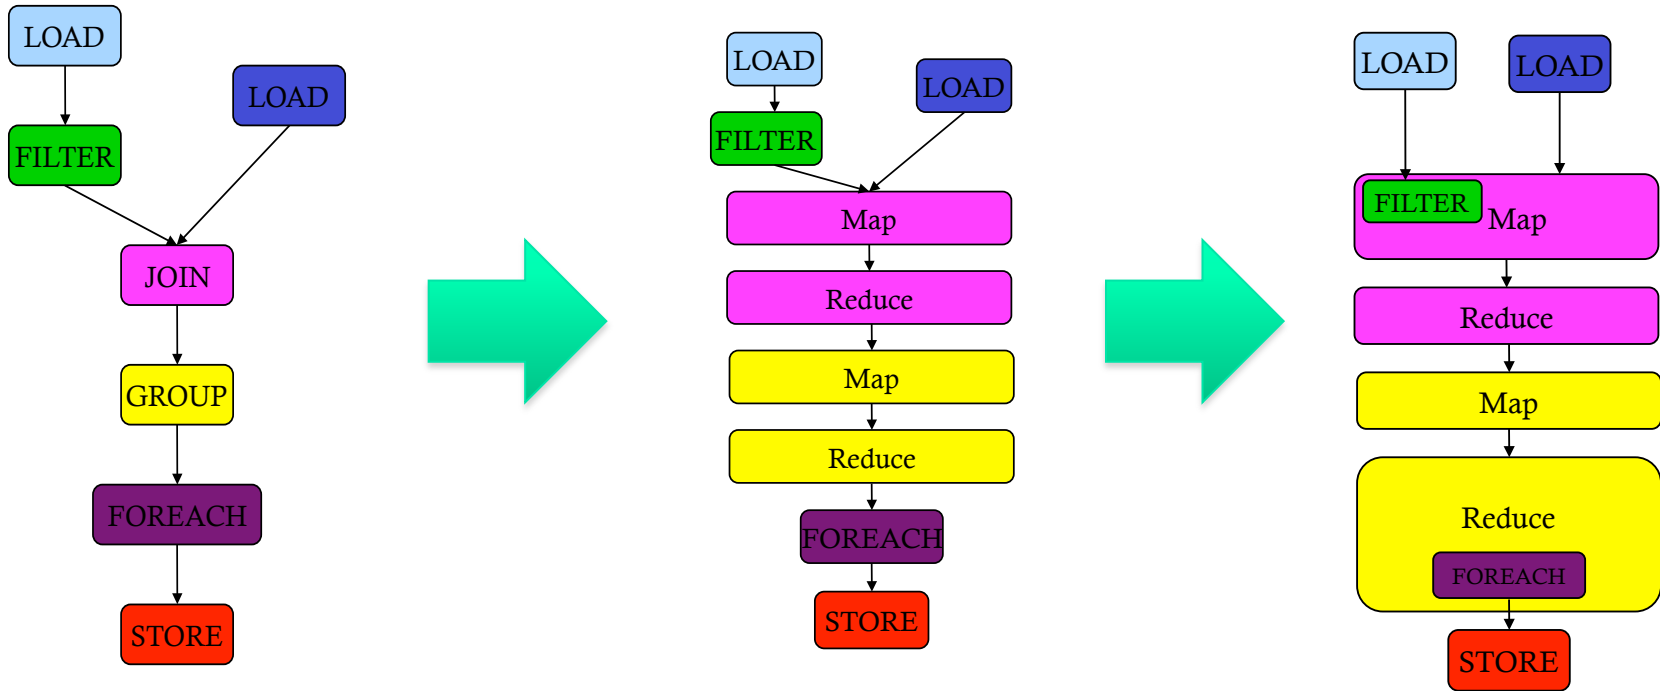 LOAD
LOAD
FILTER
JOIN
GROUP
FOREACH
STORE
LOAD
LOAD
FILTER
Map
Reduce
Map
Reduce
FOREACH
STORE
LOAD
LOAD
FILTER
Map
Reduce
Map
Reduce
FOREACH
STORE